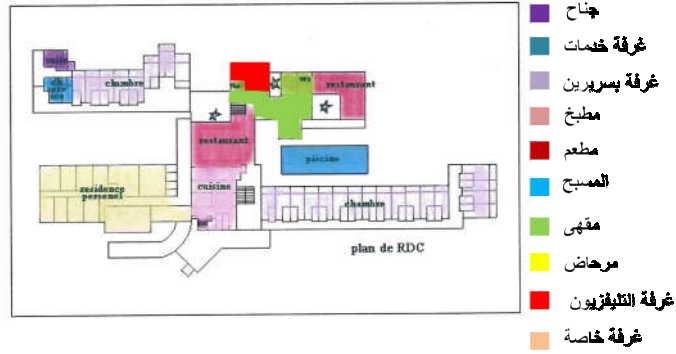 suite
chambre
restaurant
restaurant
cuisine
piscine
residence
personel
chambre
plan de RDC
جناح
غرفة خدمات
غرفة بسريرين
مطبخ
مطعم
المسبح
مقهى
مرحاض
غرفة التليفزيون
غرفة خاصة